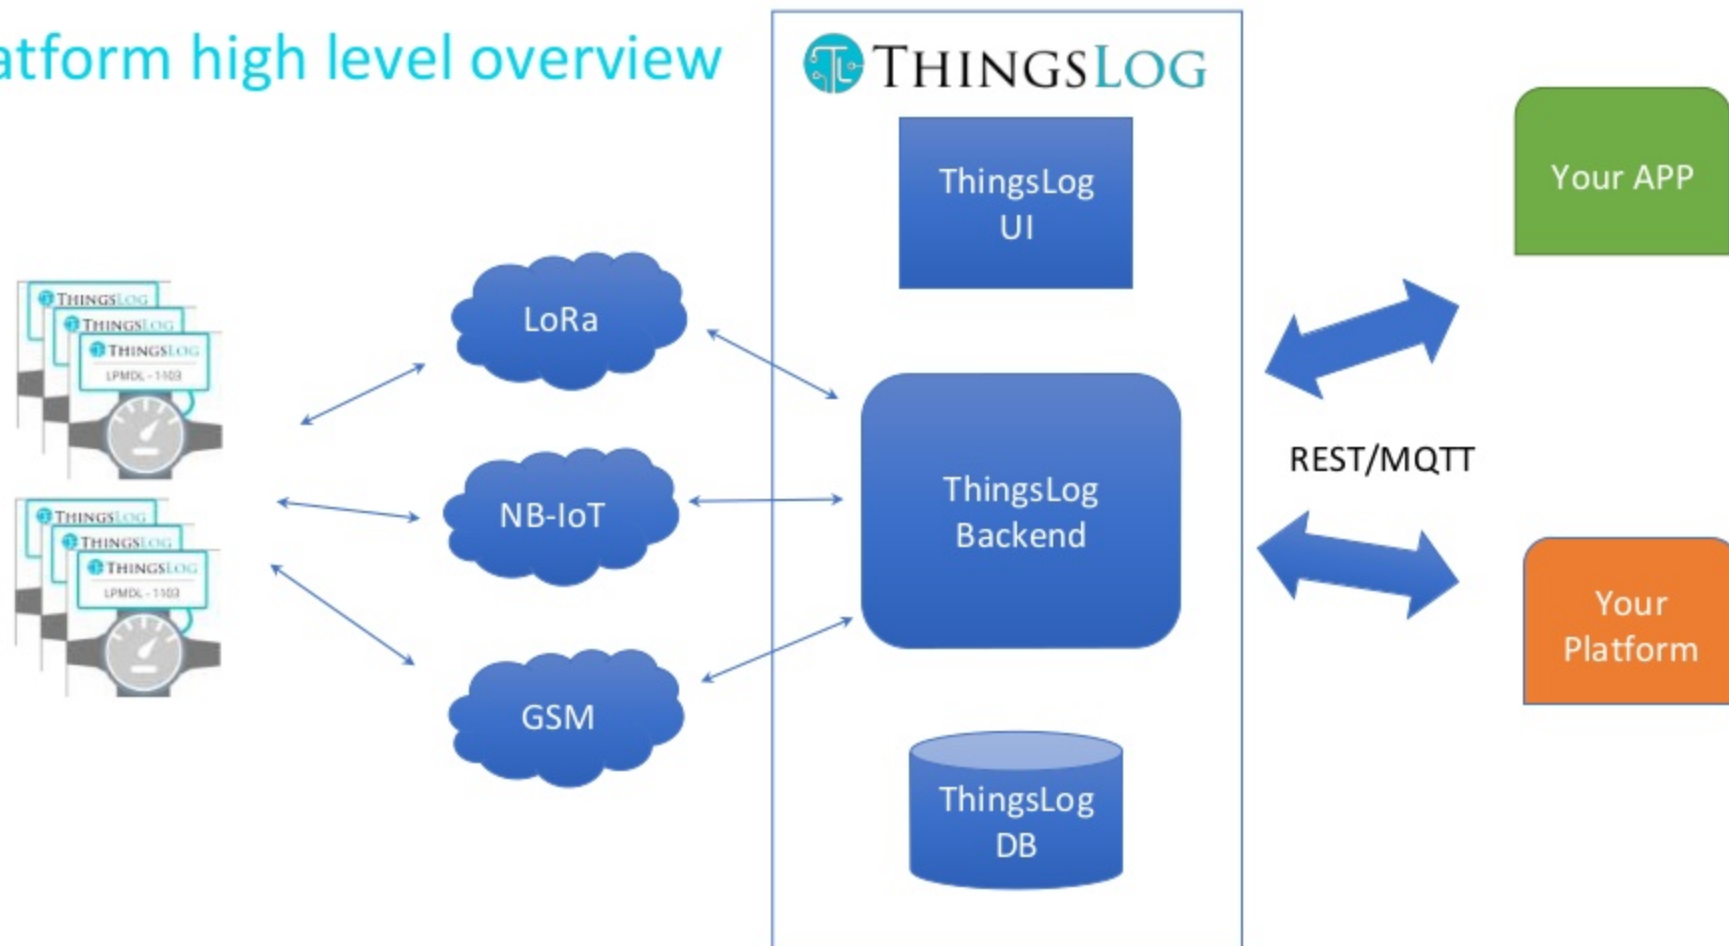 atform high level overview
THINGSLOG
ThingsLog
UI
Your APP
THINGSLOG
THINGSLOG
THINGSLOG
LPMDL - 1103
LoRa
NB-IoT
GSM
ThingsLog
Backend
REST/MQTT
THINGSLOG
THINGSLOG
THINGSLOG
LPMDL - 1103
Your
Platform
ThingsLog
DB